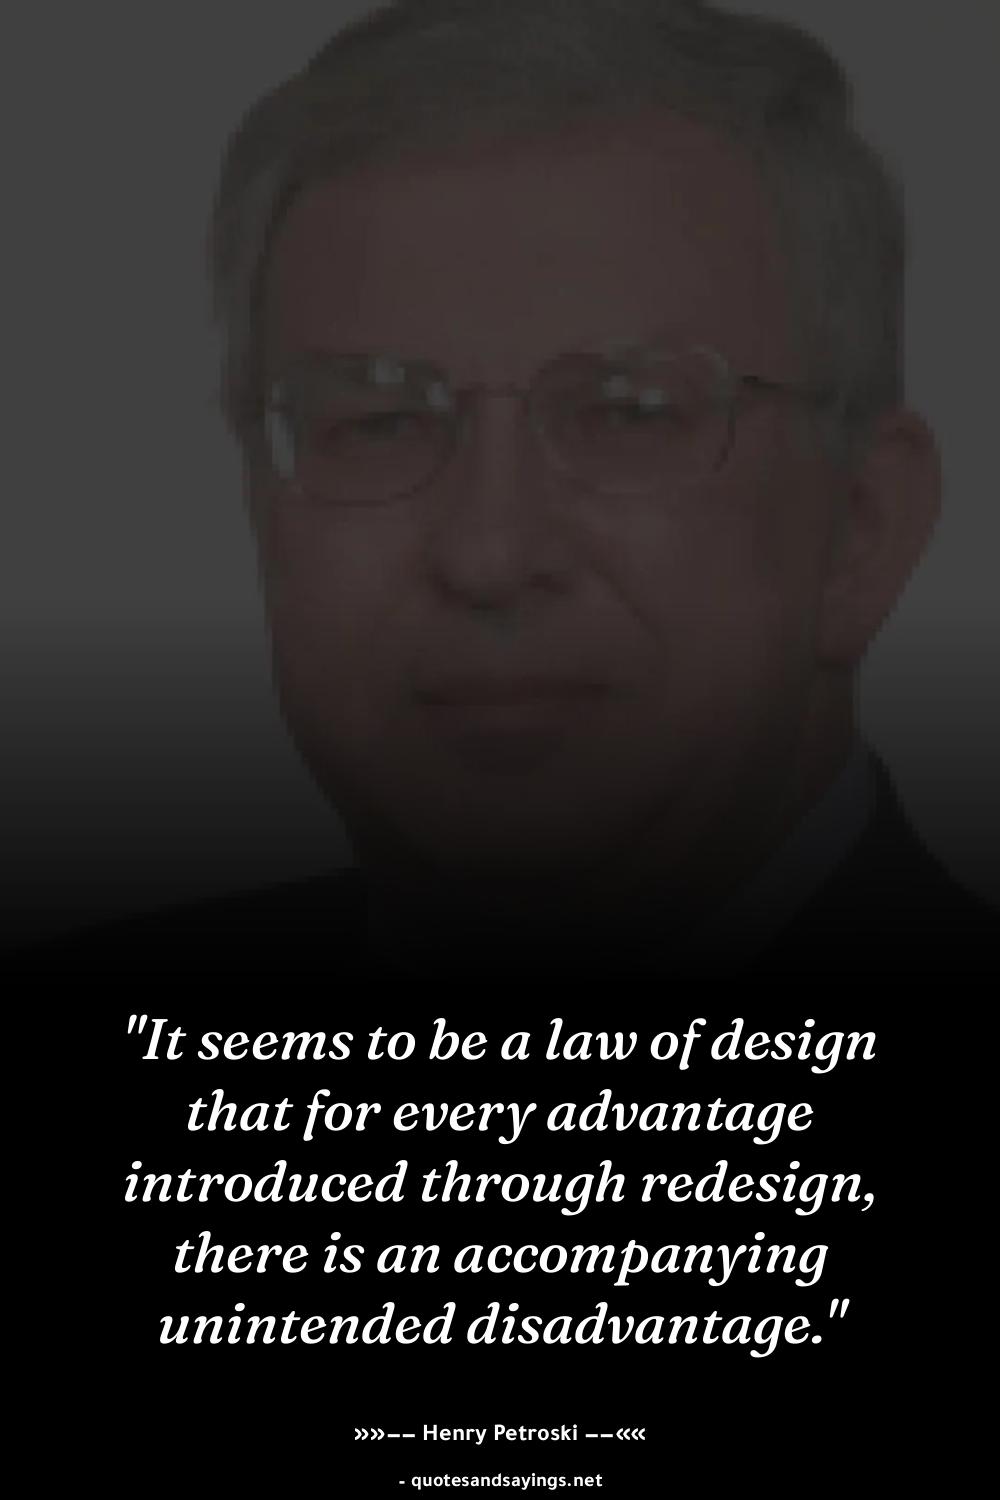 "It seems to be a law of design
that for every advantage
introduced through redesign,
there is an accompanying
unintended disadvantage."
»»–– Henry Petroski ––««
- quotesandsayings.net